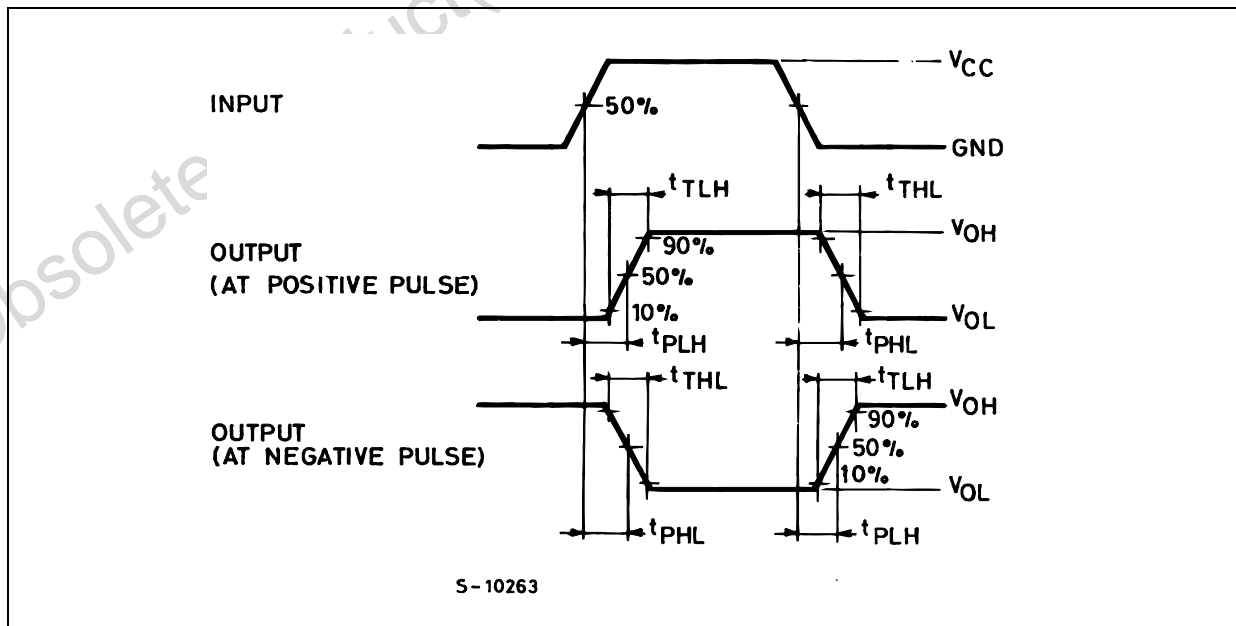 VCC
INPUT
50%
GND
tTLH
tTHL
VOH
90%
OUTPUT
(AT POSITIVE PULSE)
50%
10%
VOL
tPLH
tPHL
tTHL
tTLH
VOH
90%
OUTPUT
(AT NEGATIVE PULSE)
50%
10%
VOL
tPHL
tPLH
S-10263